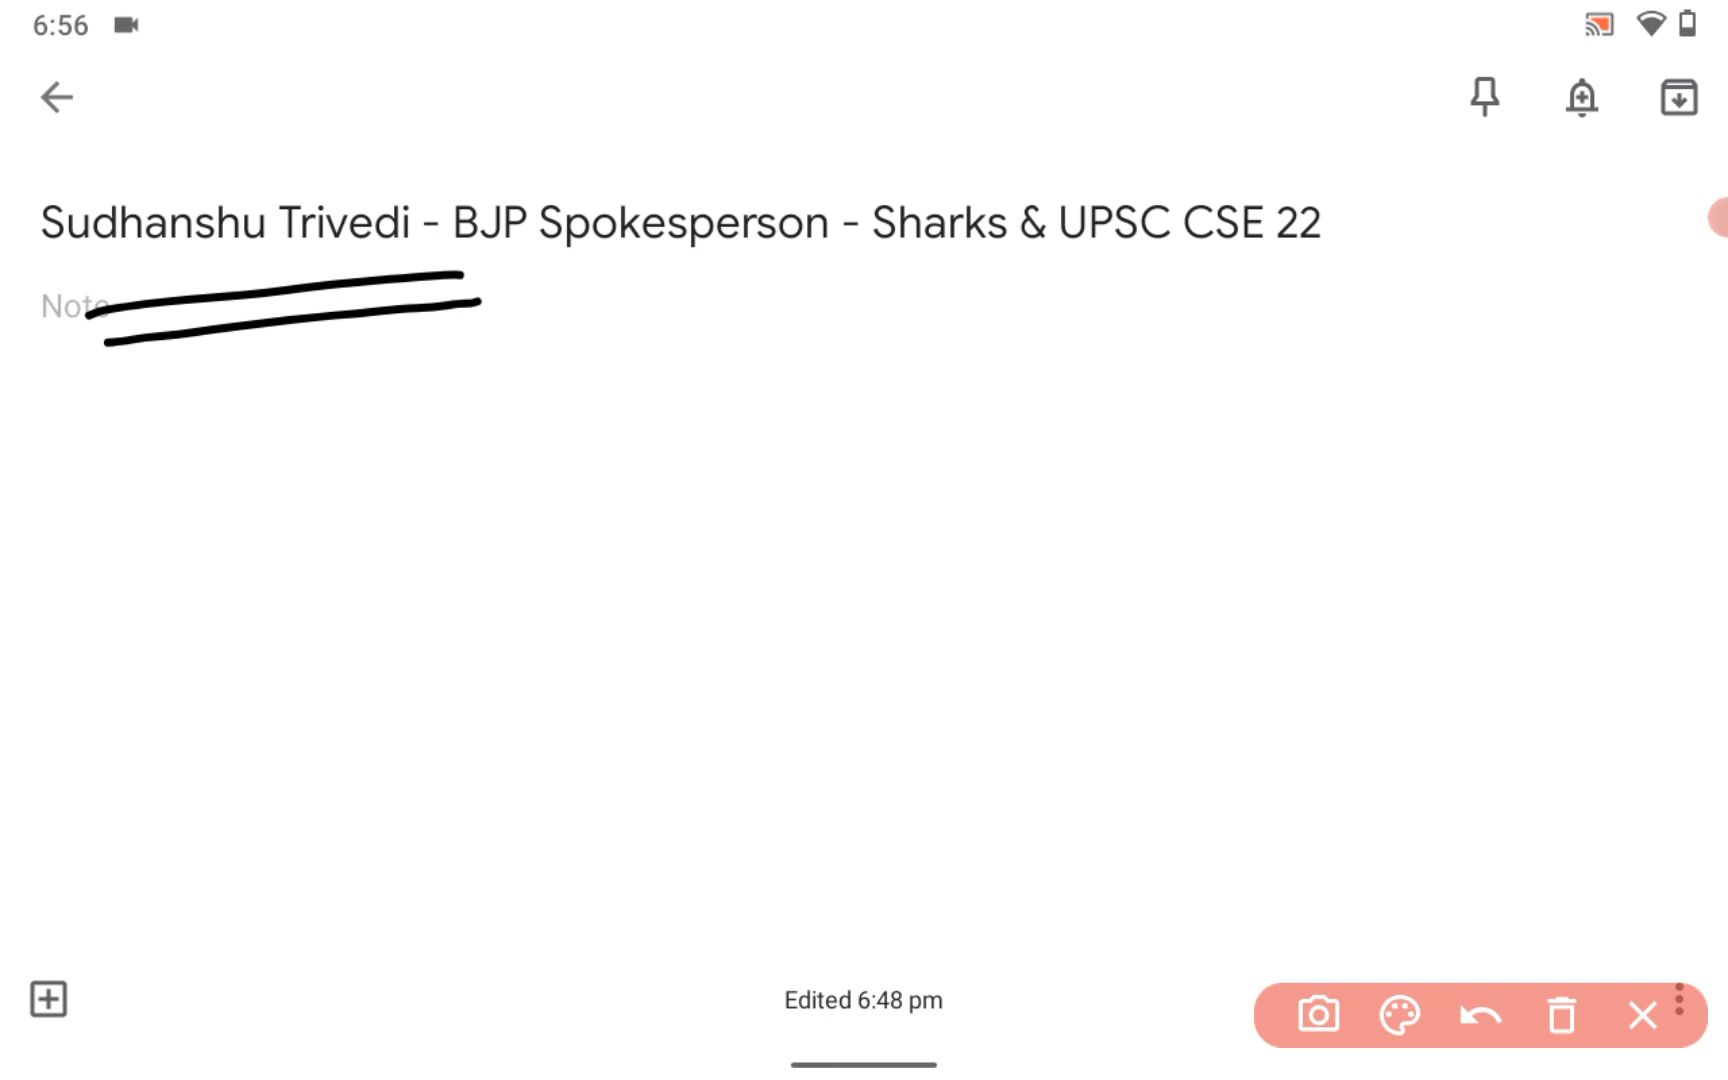 6:56
Sudhanshu Trivedi - BJP Spokesperson - Sharks & UPSC CSE 22
Note
Edited 6:48 pm